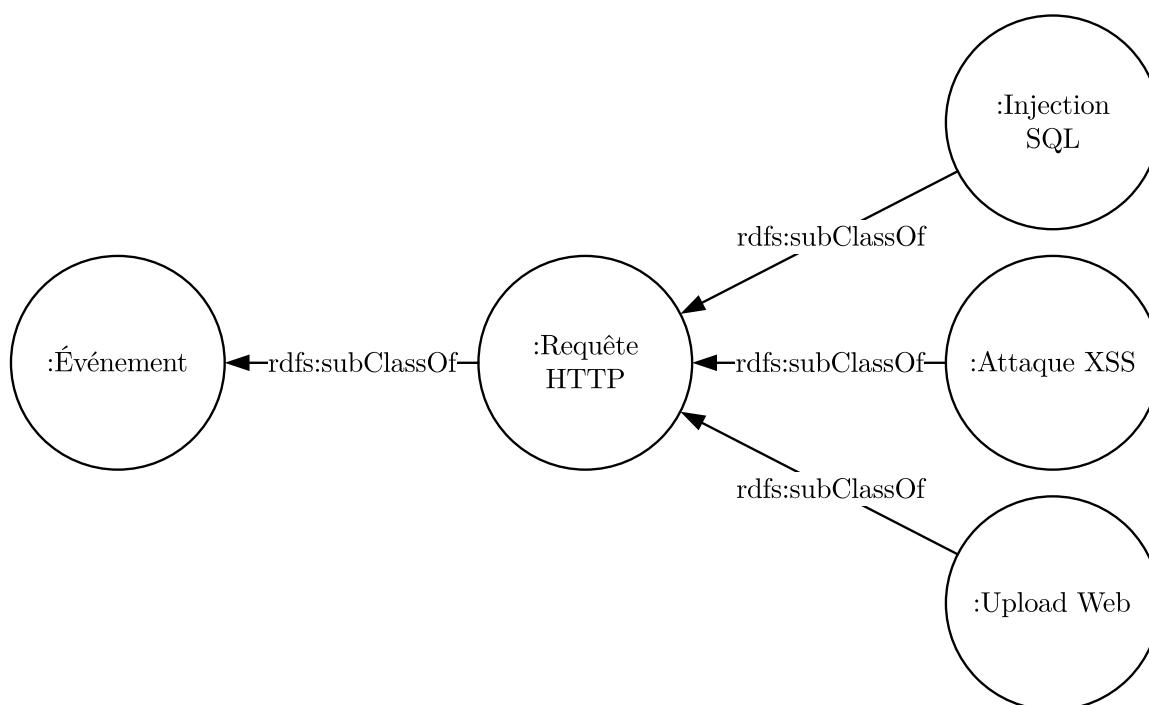 :Injection
SQL
rdfs:subClassOf
:Événement
rdfs:subClassOf
:Requête
HTTP
rdfs:subClassOf
:Attaque XSS
rdfs:subClassOf
:Upload Web